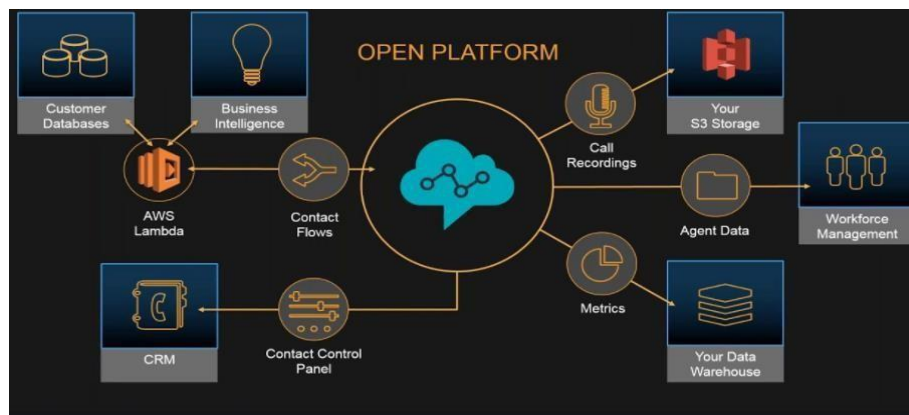 OPEN PLATFORM
Customer
Databases
Business
Intelligence
Call
Recordings
Your
S3 Storage
AWS
Lambda
Contact
Flows
Agent Data
Workforce
Management
CRM
Contact Control
Panel
Metrics
Your Data
Warehouse